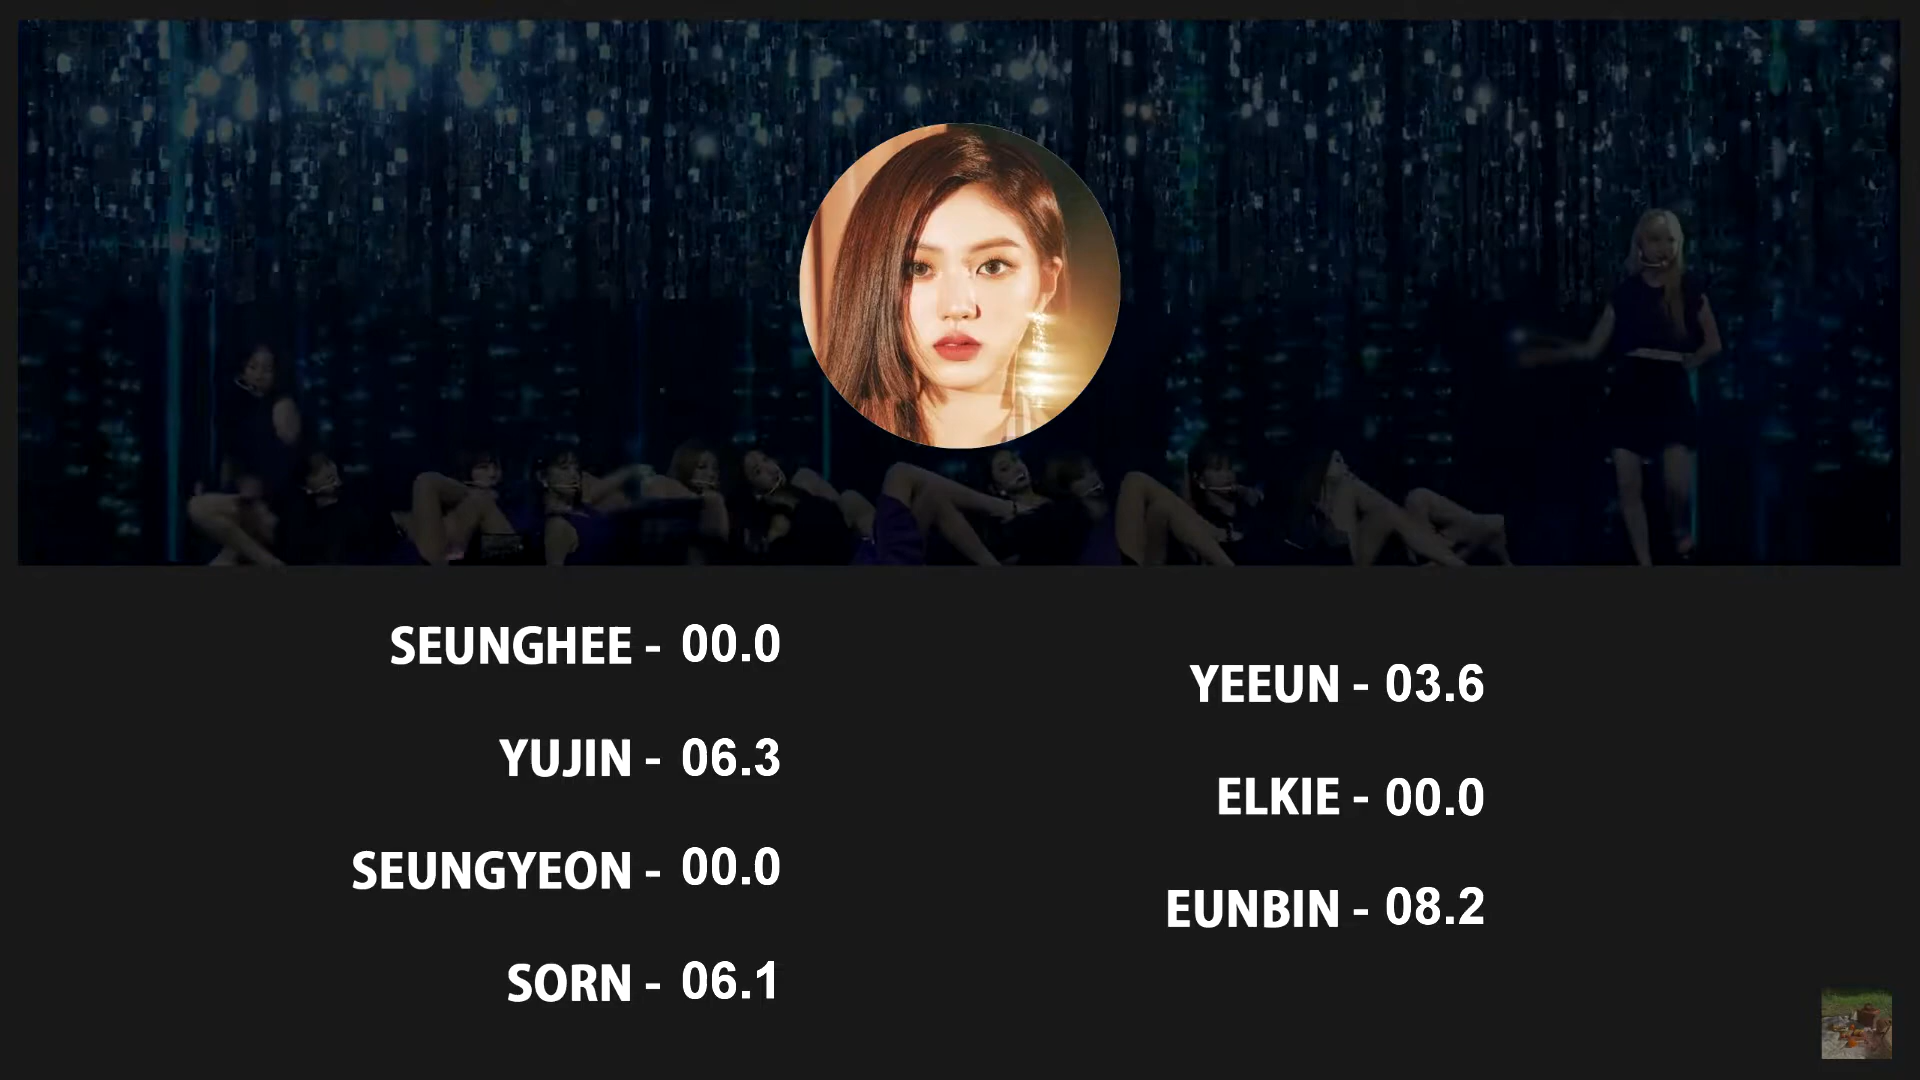 SEUNGHEE - 00.0
YUJIN - 06.3
SEUNGYEON - 00.0
SORN - 06.1
YEEUN - 03.6
ELKIE - 00.0
EUNBIN - 08.2